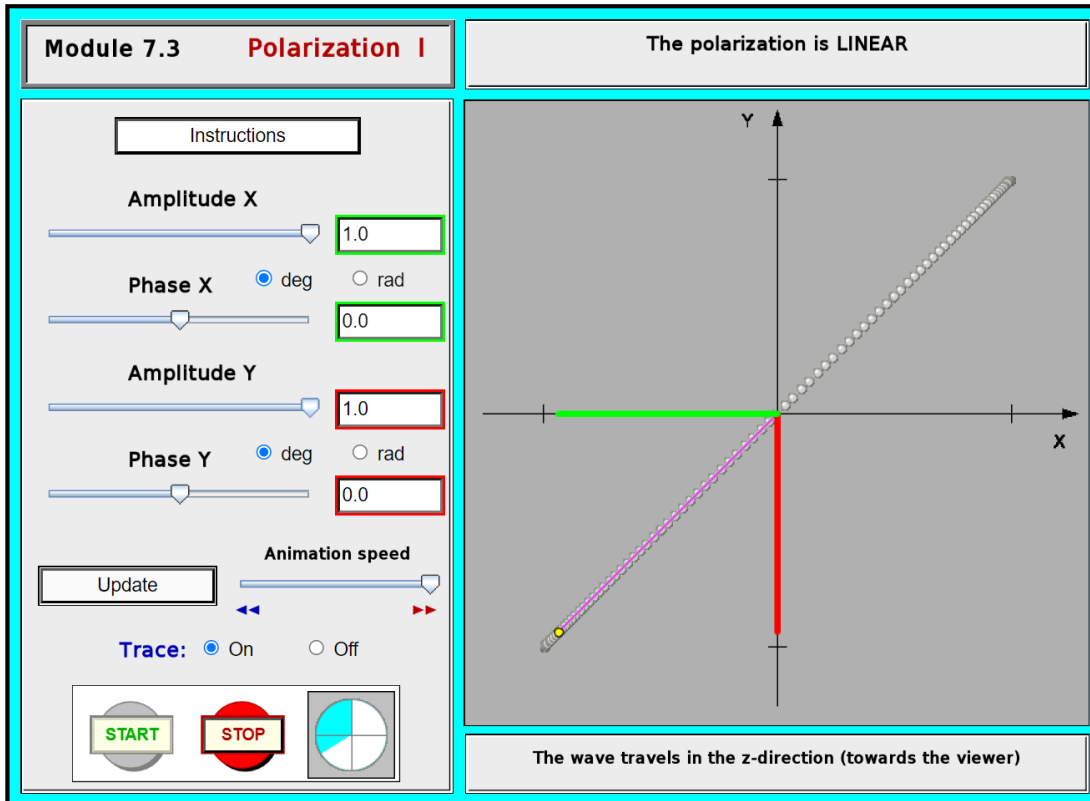 Module 7.3 Polarization I
The polarization is LINEAR
Instructions
Amplitude X
1.0
Phase X deg rad
0.0
Amplitude Y
1.0
Phase Y deg rad
0.0
Animation speed
Update
◄◄ ►►
Trace: On Off
START STOP
Y
X
The wave travels in the z-direction (towards the viewer)